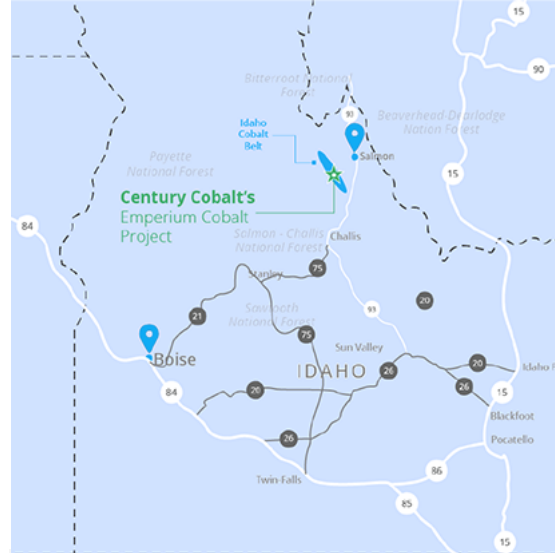 15
90
Bitterroot National
Forest
93
Beaverhead-Deerlodge
Nation Forest
Idaho
Cobalt
Belt
Salmon
Payette
National Forest
15
Century Cobalt's
Emperium Cobalt
Project
84
Salmon - Challis
National Forest
Challis
Stanley
75
20
21
Sawtooth
National Forest
93
75
Sun Valley
Boise
IDAHO
26
20
Idaho F
84
20
26
15
Blackfoot
26
Pocatello
Twin-Falls
86
85
15